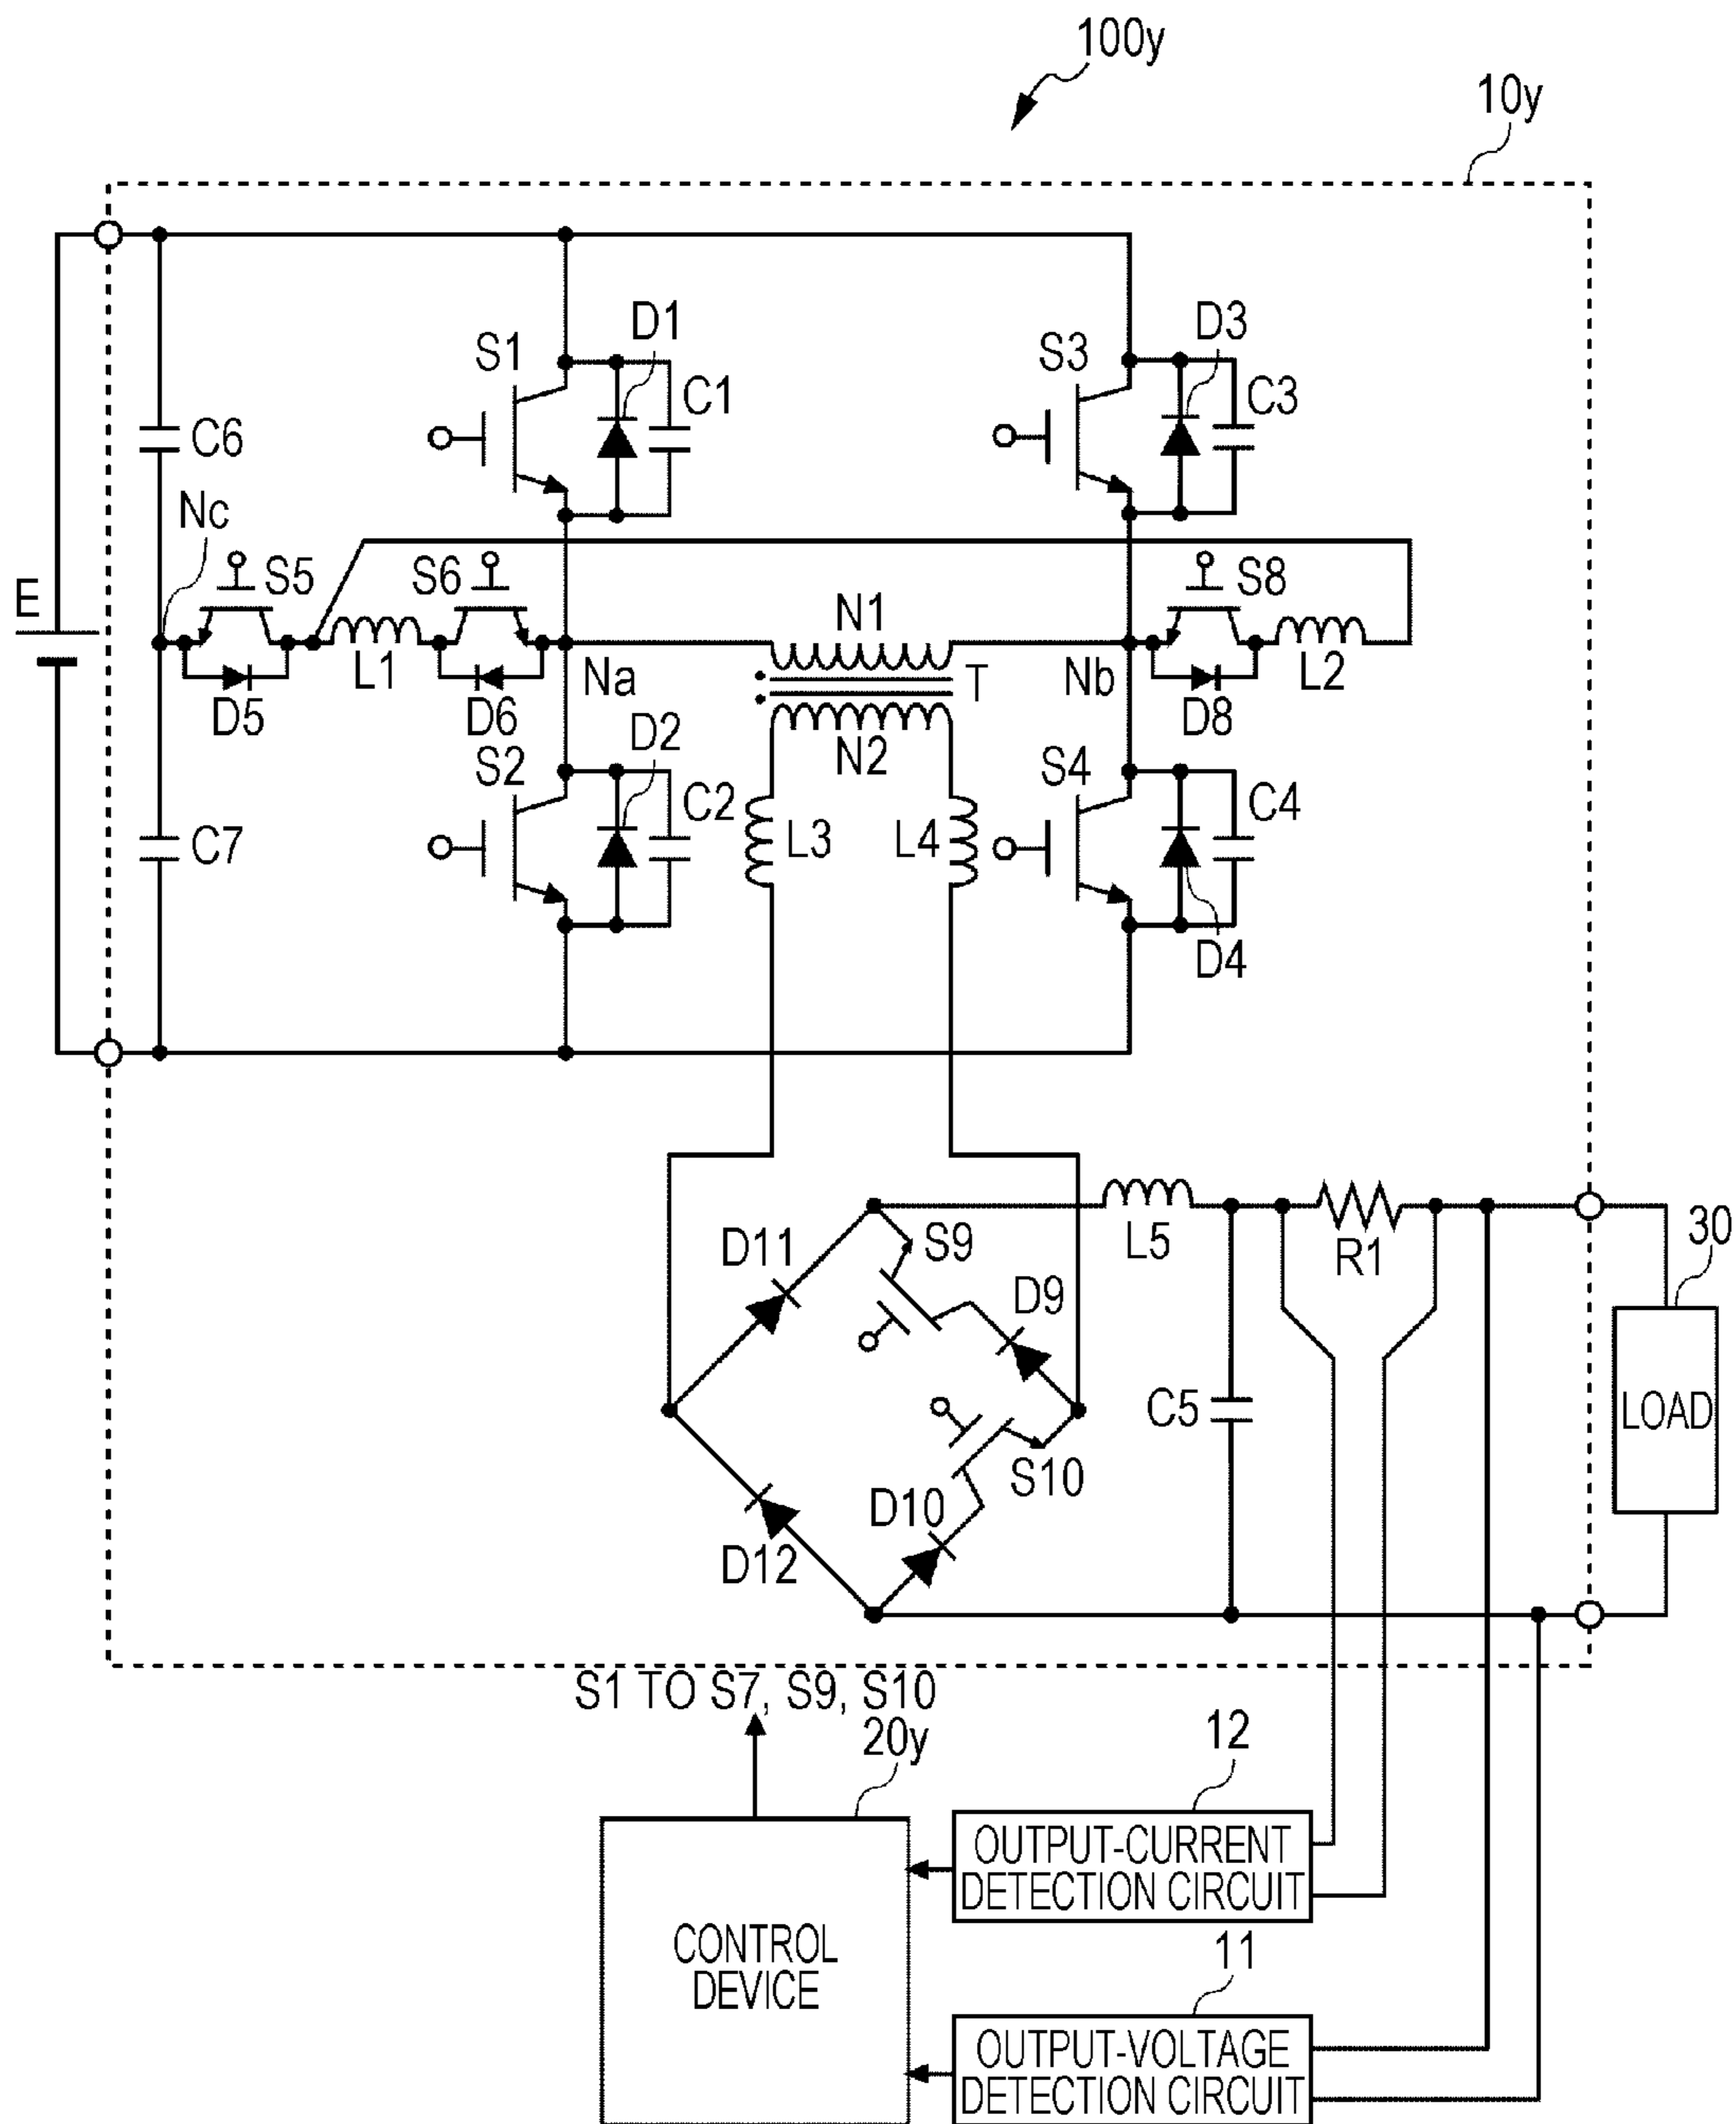 100y
10y
S1
D1
C1
S3
D3
C3
C6
Nc
S5
S6
S8
E
L1
N1
L2
D5
D6
Na
T
Nb
D8
N2
S2
D2
C2
S4
C4
C7
L3
L4
D4
D11
S9
L5
R1
30
D9
C5
LOAD
S10
D10
D12
S1 TO S7, S9, S10
20y
12
OUTPUT-CURRENT
DETECTION CIRCUIT
CONTROL
DEVICE
11
OUTPUT-VOLTAGE
DETECTION CIRCUIT